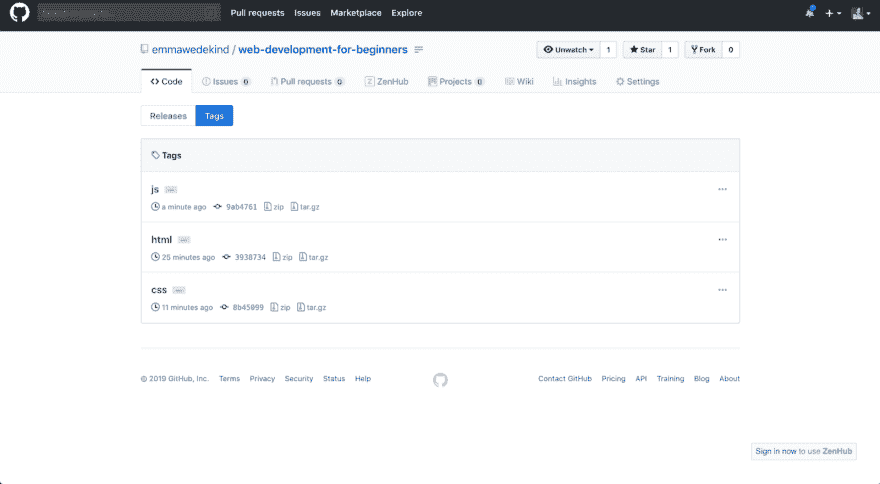 Pull requests Issues Marketplace Explore
emmawedekind / web-development-for-beginners
Unwatch 1 Star 1 Fork 0
Code Issues 0 Pull requests 0 ZenHub Projects 0 Wiki Insights Settings
Releases Tags
Tags
js
a minute ago 9ab4761 zip tar.gz
html
25 minutes ago 3938734 zip tar.gz
css
11 minutes ago 8b45099 zip tar.gz
© 2019 GitHub, Inc. Terms Privacy Security Status Help Contact GitHub Pricing API Training Blog About
Sign in now to use ZenHub